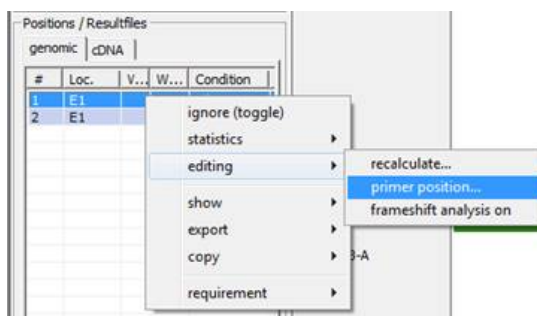 Positions / Resultfiles
genomic cDNA
# Loc. V... W... Condition
1 E1
2 E1
ignore (toggle)
statistics
editing
show
export
copy
requirement
recalculate...
primer position...
frameshift analysis on
3-A